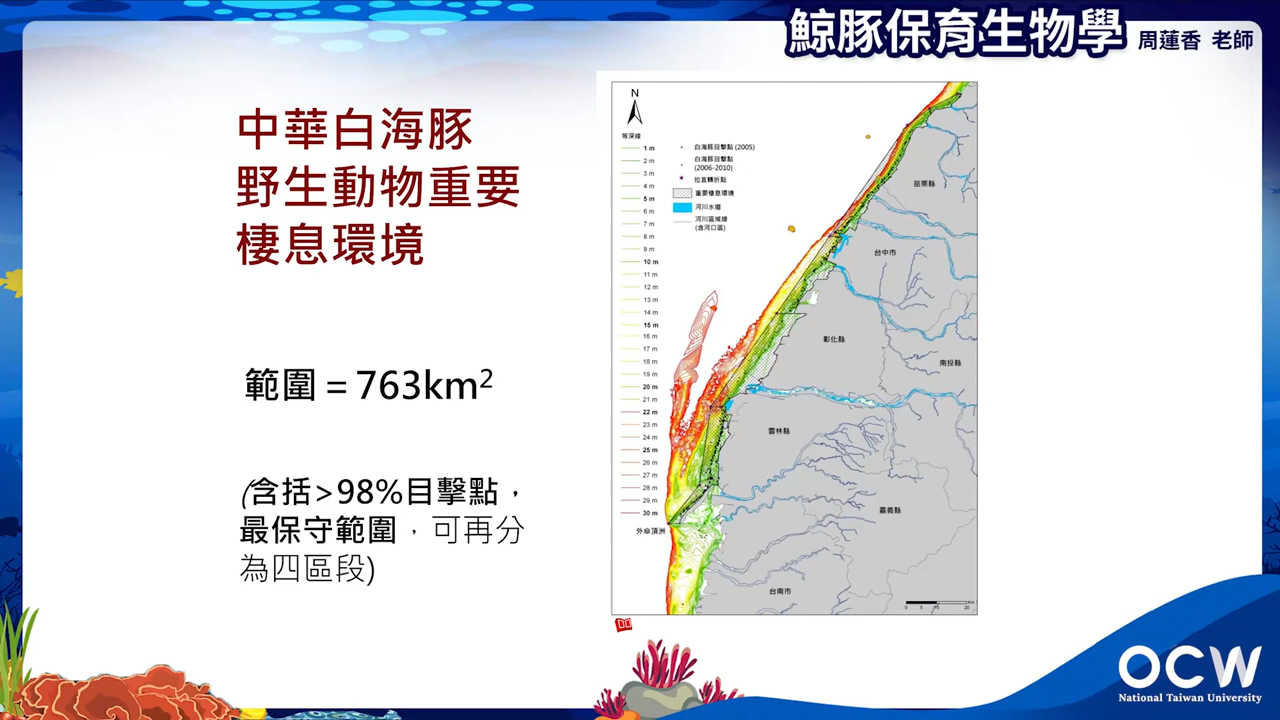 鯨豚保育生物學 周蓮香 老師
中華白海豚
野生動物重要
棲息環境
範圍 = 763km²
(含括>98%目擊點，
最保守範圍，可再分
為四區段)
N
等深線
1 m
2 m
3 m
4 m
5 m
6 m
7 m
8 m
9 m
10 m
11 m
12 m
13 m
14 m
15 m
16 m
17 m
18 m
19 m
20 m
21 m
22 m
23 m
24 m
25 m
26 m
27 m
28 m
29 m
30 m
白海豚目擊點 (2005)
白海豚目擊點
(2006-2010)
拉直轉折點
重要棲息環境
河川水道
河川區域線
(含河口區)
苗栗縣
台中市
彰化縣
南投縣
雲林縣
嘉義縣
外傘頂洲
台南市
0 5 10 20
OCW
National Taiwan University